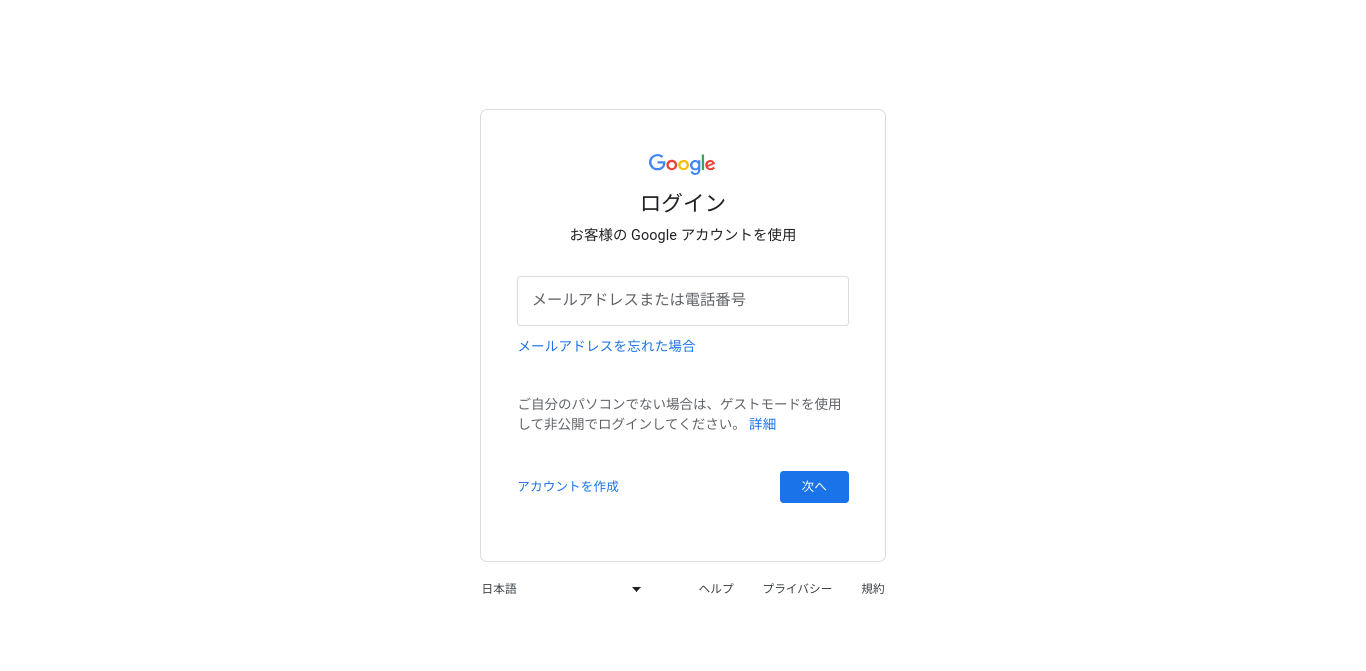 Google
ログイン
お客様の Google アカウントを使用
メールアドレスまたは電話番号
メールアドレスを忘れた場合
ご自分のパソコンでない場合は、ゲストモードを使用
して非公開でログインしてください。 詳細
アカウントを作成
次へ
日本語
ヘルプ
プライバシー
規約